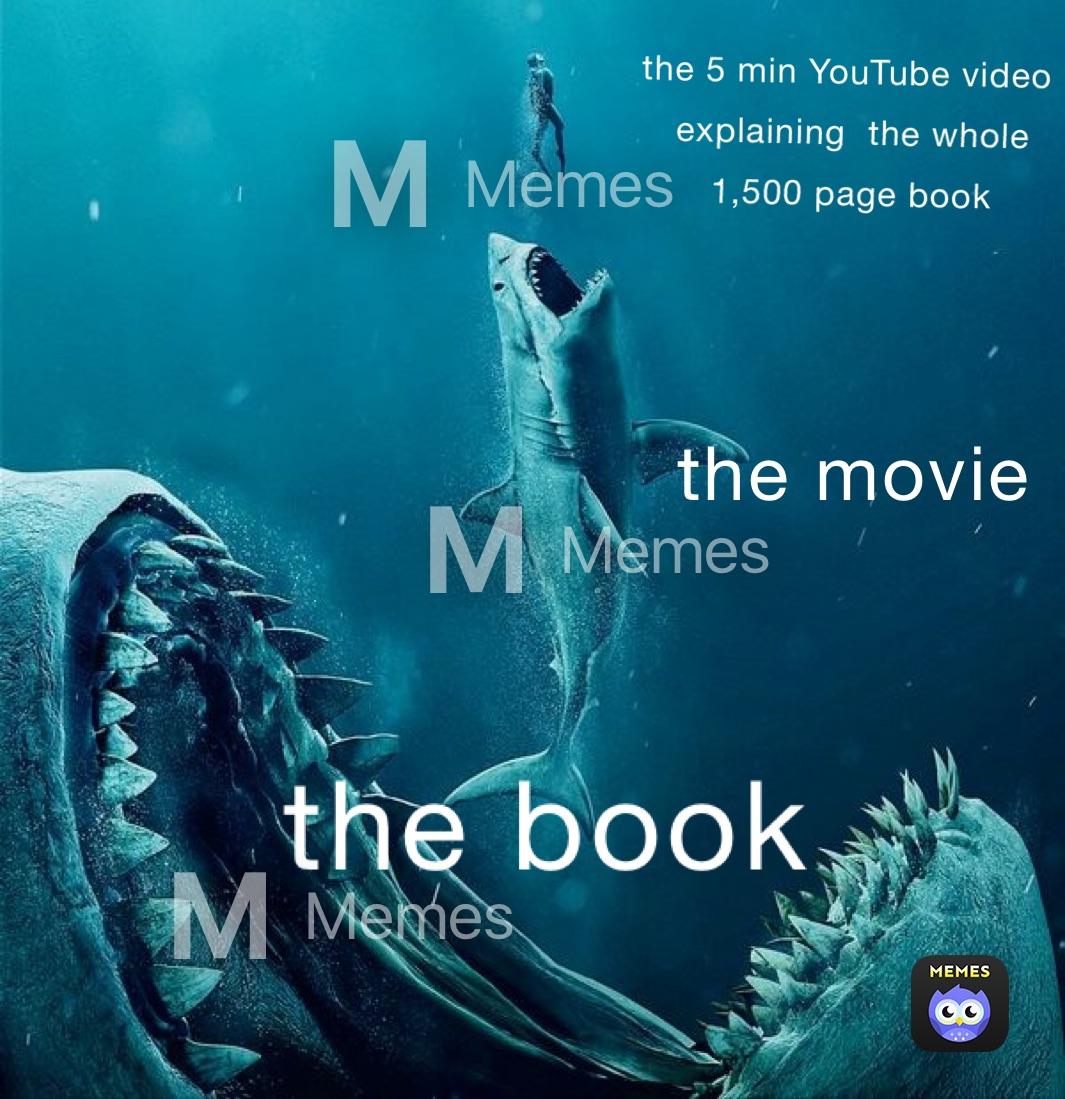 the 5 min YouTube video
explaining  the whole
1,500 page book
M Memes
the movie
M Memes
the book
M Memes
MEMES